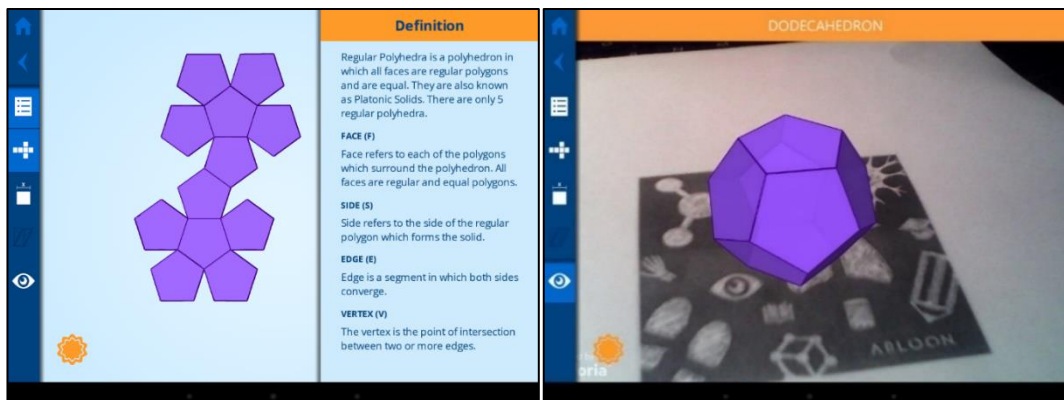 Definition
Regular Polyhedra is a polyhedron in
which all faces are regular polygons
and are equal. They are also known
as Platonic Solids. There are only 5
regular polyhedra.
FACE (F)
Face refers to each of the polygons
which surround the polyhedron. All
faces are regular and equal polygons.
SIDE (S)
Side refers to the side of the regular
polygon which forms the solid.
EDGE (E)
Edge is a segment in which both sides
converge.
VERTEX (V)
The vertex is the point of intersection
between two or more edges.
DODECAHEDRON
ARLOON